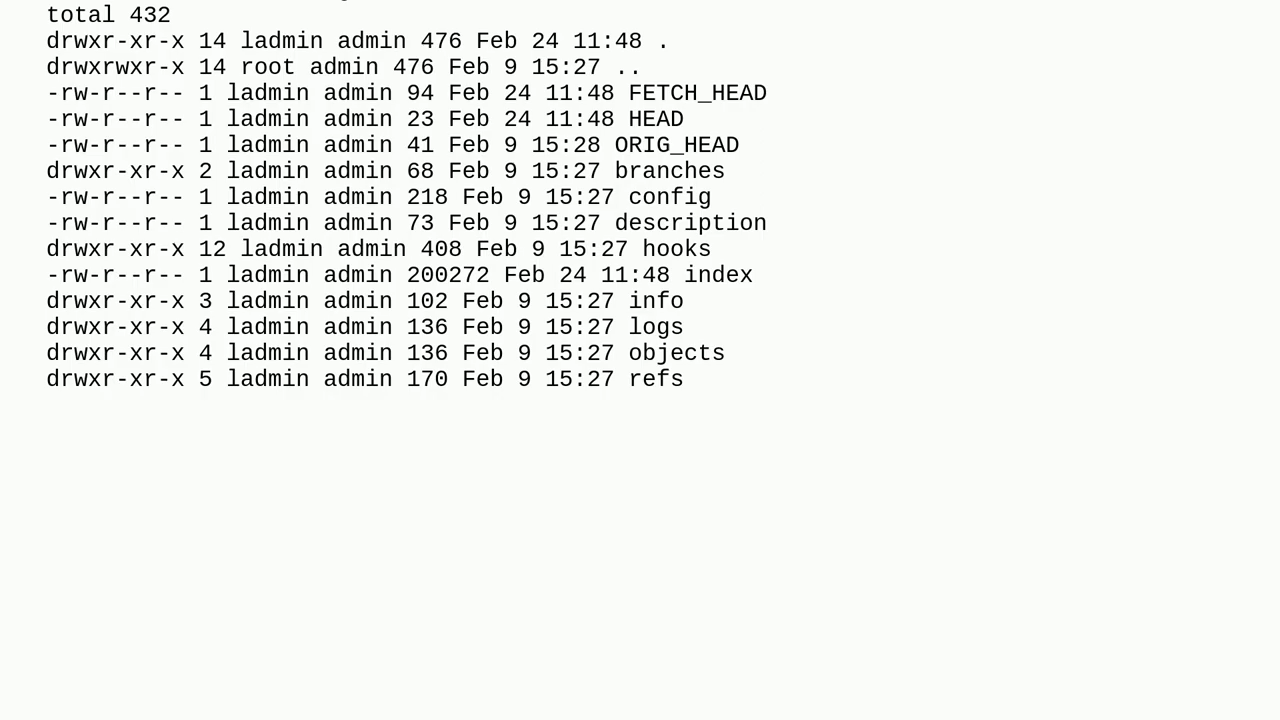 total 432
drwxr-xr-x 14 ladmin admin 476 Feb 24 11:48 .
drwxrwxr-x 14 root admin 476 Feb 9 15:27 ..
-rw-r--r-- 1 ladmin admin 94 Feb 24 11:48 FETCH_HEAD
-rw-r--r-- 1 ladmin admin 23 Feb 24 11:48 HEAD
-rw-r--r-- 1 ladmin admin 41 Feb 9 15:28 ORIG_HEAD
drwxr-xr-x 2 ladmin admin 68 Feb 9 15:27 branches
-rw-r--r-- 1 ladmin admin 218 Feb 9 15:27 config
-rw-r--r-- 1 ladmin admin 73 Feb 9 15:27 description
drwxr-xr-x 12 ladmin admin 408 Feb 9 15:27 hooks
-rw-r--r-- 1 ladmin admin 200272 Feb 24 11:48 index
drwxr-xr-x 3 ladmin admin 102 Feb 9 15:27 info
drwxr-xr-x 4 ladmin admin 136 Feb 9 15:27 logs
drwxr-xr-x 4 ladmin admin 136 Feb 9 15:27 objects
drwxr-xr-x 5 ladmin admin 170 Feb 9 15:27 refs